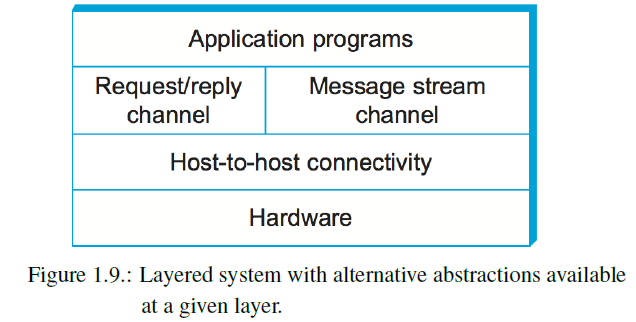 Application programs
Request/reply
channel
Message stream
channel
Host-to-host connectivity
Hardware
Figure 1.9.: Layered system with alternative abstractions available
at a given layer.